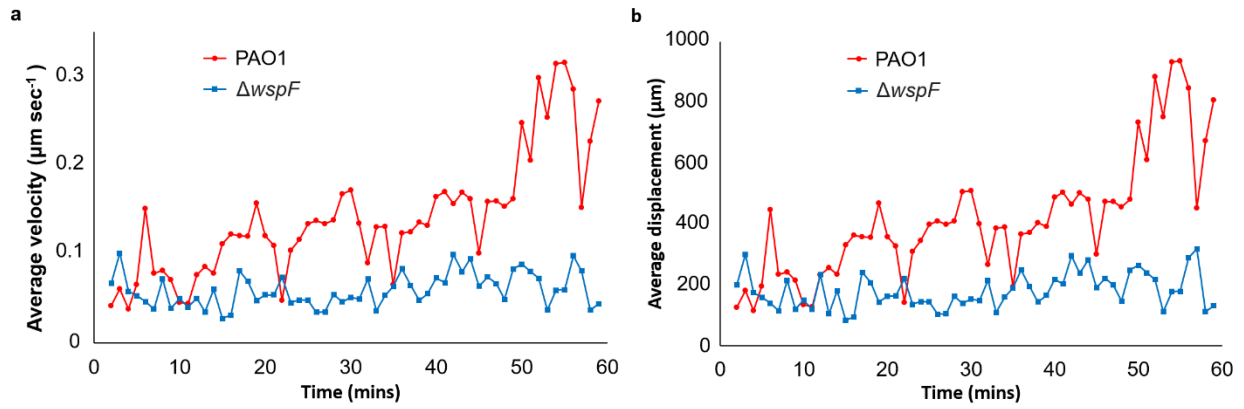 a
Average velocity (µm sec-1)
0.3
0.2
0.1
0
PAO1
ΔwspF
0 10 20 30 40 50 60
Time (mins)
b
Average displacement (µm)
1000
800
600
400
200
0
PAO1
ΔwspF
0 10 20 30 40 50 60
Time (mins)